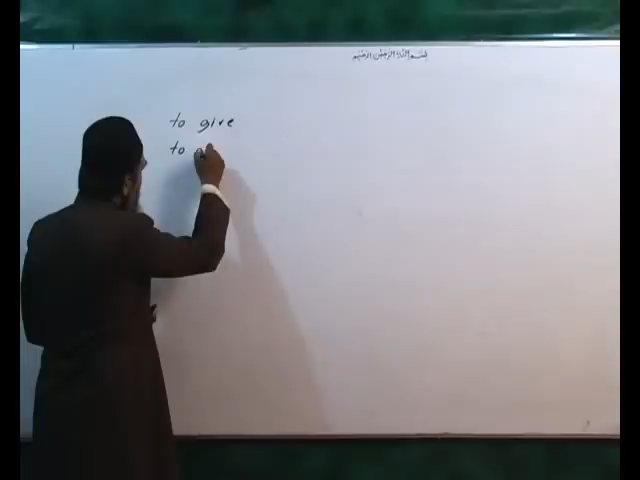 بسم الله الرحمن الرحيم
to give
to